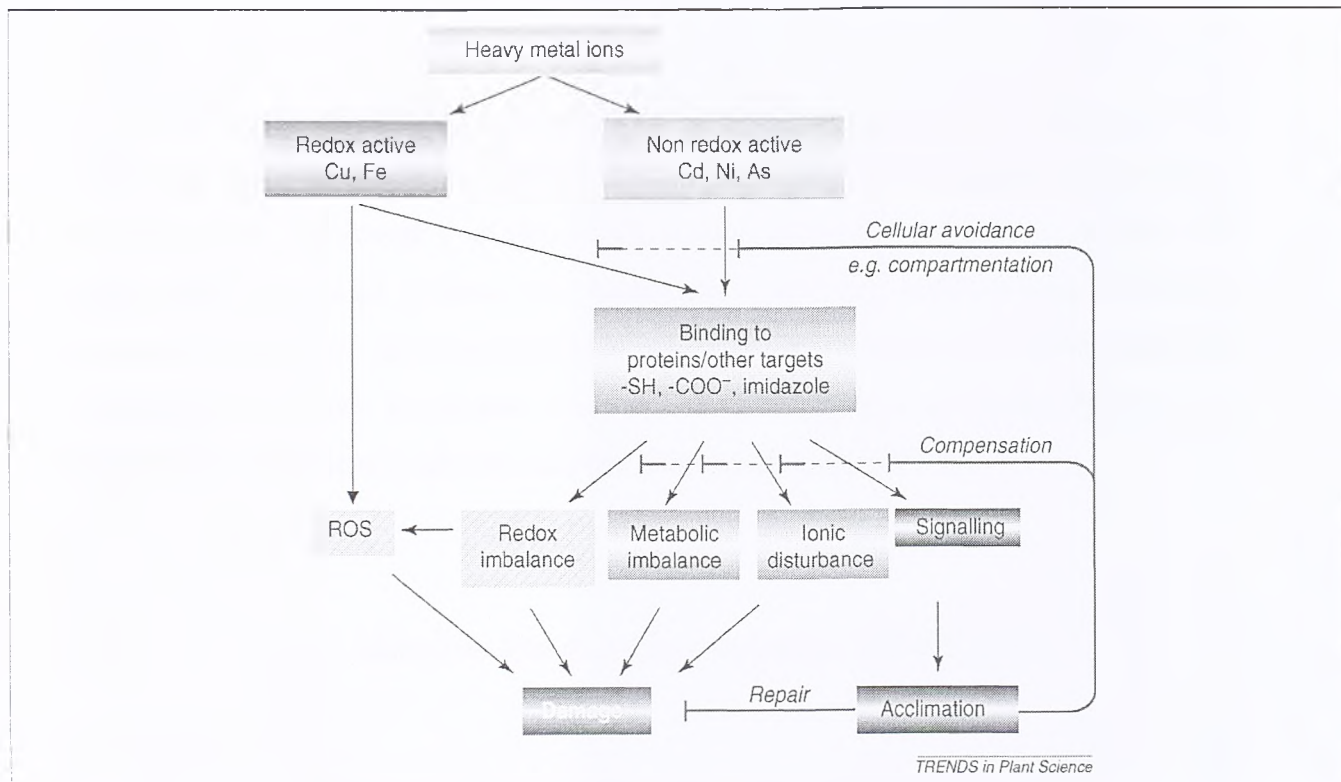 Heavy metal ions
Redox active
Cu, Fe
Non redox active
Cd, Ni, As
Cellular avoidance
e.g. compartmentation
Binding to
proteins/other targets
-SH, -COO⁻, imidazole
Compensation
ROS
Redox
imbalance
Metabolic
imbalance
Ionic
disturbance
Signalling
Damage
Repair
Acclimation
TRENDS in Plant Science